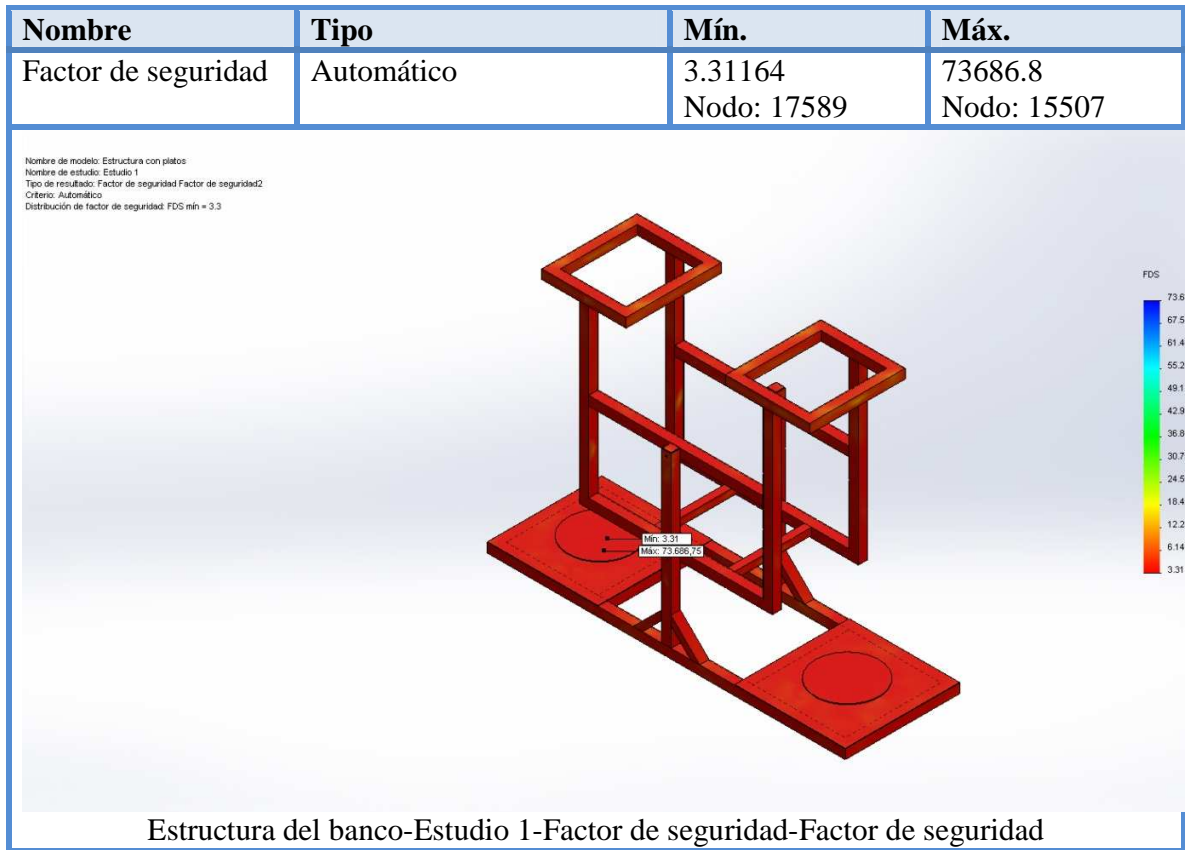 Nombre Tipo Mín. Máx.
Factor de seguridad Automático 3.31164 73686.8
Nodo: 17589 Nodo: 15507
Nombre de modelo: Estructura con platos
Nombre de estudio: Estudio 1
Tipo de resultado: Factor de seguridad Factor de seguridad2
Criterio: Automático
Distribución de factor de seguridad: FDS mín = 3.3
FDS
73.6
67.5
61.4
55.2
49.1
42.9
36.8
30.7
24.5
18.4
12.2
6.14
3.31
Mín: 3.31
Máx: 73.686,75
Estructura del banco-Estudio 1-Factor de seguridad-Factor de seguridad